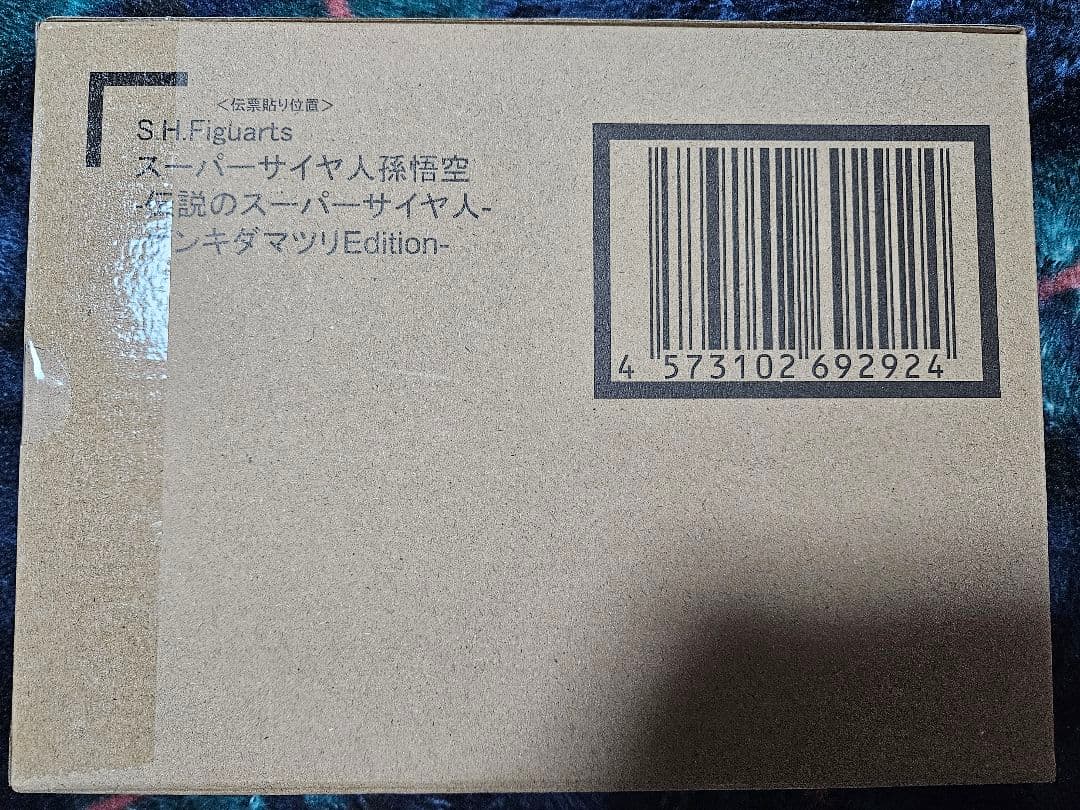 <伝票貼り位置>
S.H.Figuarts
スーパーサイヤ人孫悟空
-伝説のスーパーサイヤ人-
-ゲンキダマツリEdition-
4 573102 692924